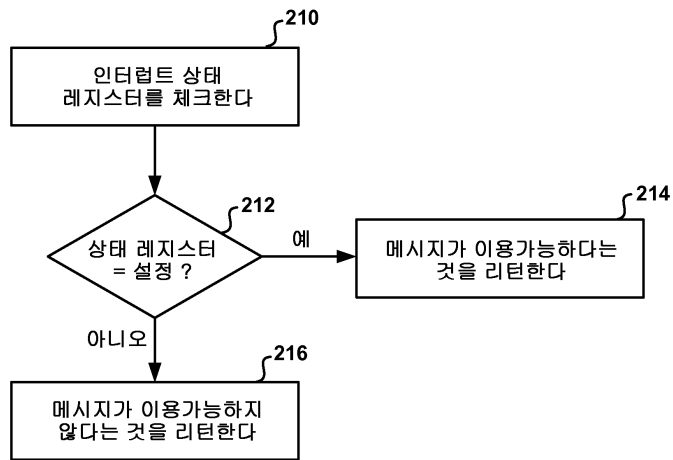 210
인터럽트 상태
레지스터를 체크한다
212
상태 레지스터
= 설정 ?
예
214
메시지가 이용가능하다는
것을 리턴한다
아니오
216
메시지가 이용가능하지
않다는 것을 리턴한다